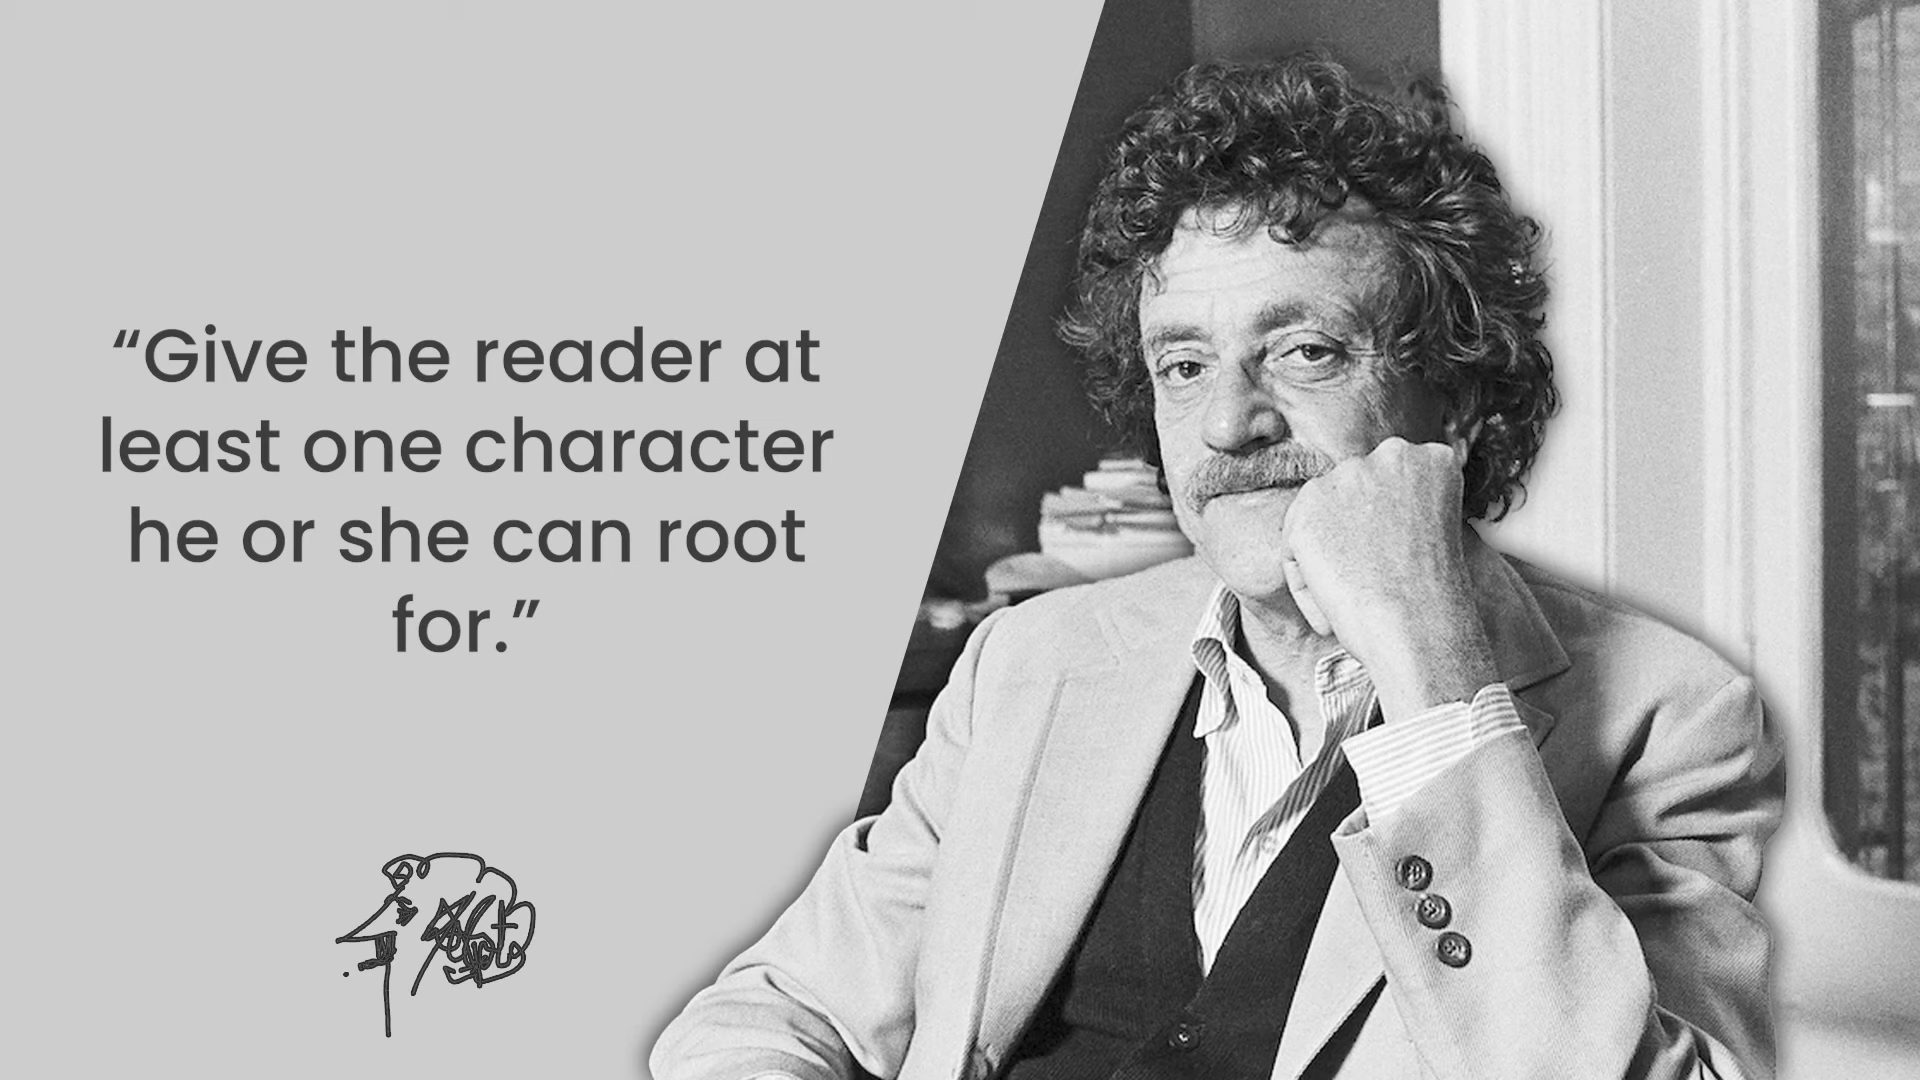 “Give the reader at
least one character
he or she can root
for.”